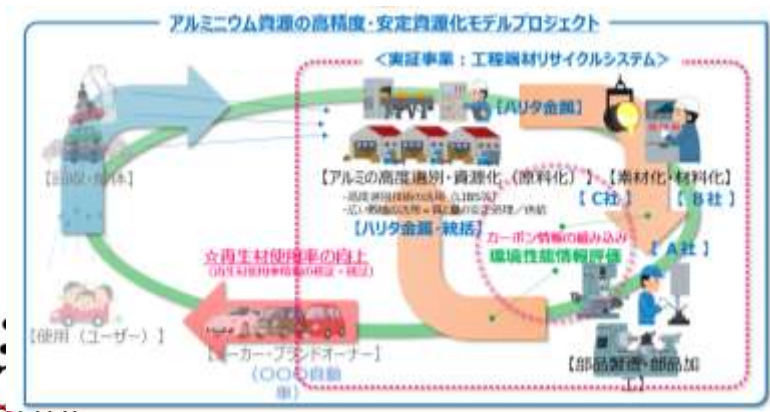 アルミニウム資源の高精度・安定資源化モデルプロジェクト
<実証事業：工程端材リサイクルシステム>
【ハリタ金属】
【アルミの高度選別・資源化（原料化）】
【素材化・材料化】
【ハリタ金属・統括】
【C社】
【B社】
カーボン情報の組み込み
環境性能情報評価
【A社】
☆再生材使用率の向上
【使用（ユーザー）】
【メーカー・ブランドオーナー】
（〇〇〇自動
車）
【部品製造・部品加
工】